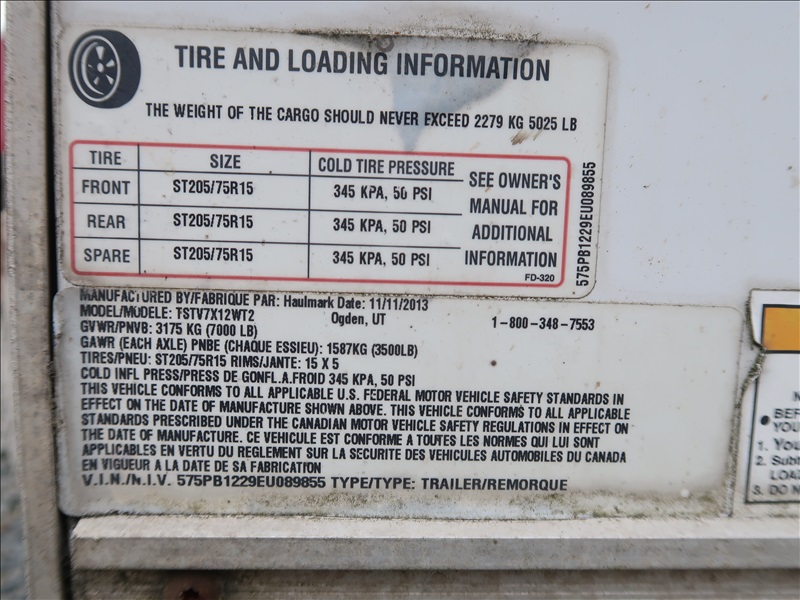 TIRE AND LOADING INFORMATION
THE WEIGHT OF THE CARGO SHOULD NEVER EXCEED 2279 KG 5025 LB
TIRE SIZE COLD TIRE PRESSURE SEE OWNER'S MANUAL FOR ADDITIONAL INFORMATION
FRONT ST205/75R15 345 KPA, 50 PSI
REAR ST205/75R15 345 KPA, 50 PSI
SPARE ST205/75R15 345 KPA, 50 PSI
FD-320
575PB1229EU089855
MANUFACTURED BY/FABRIQUE PAR: Haulmark Date: 11/11/2013
MODEL/MODELE: TSTV7X12WT2 Ogden, UT 1-800-348-7553
GVWR/PNVB: 3175 KG (7000 LB)
GAWR (EACH AXLE) PNBE (CHAQUE ESSIEU): 1587KG (3500LB)
TIRES/PNEU: ST205/75R15 RIMS/JANTE: 15 X 5
COLD INFL PRESS/PRESS DE GONFL.A.FROID 345 KPA, 50 PSI
THIS VEHICLE CONFORMS TO ALL APPLICABLE U.S. FEDERAL MOTOR VEHICLE SAFETY STANDARDS IN
EFFECT ON THE DATE OF MANUFACTURE SHOWN ABOVE. THIS VEHICLE CONFORMS TO ALL APPLICABLE
STANDARDS PRESCRIBED UNDER THE CANADIAN MOTOR VEHICLE SAFETY REGULATIONS IN EFFECT ON
THE DATE OF MANUFACTURE. CE VEHICULE EST CONFORME A TOUTES LES NORMES QUI LUI SONT
APPLICABLES EN VERTU DU REGLEMENT SUR LA SECURITE DES VEHICULES AUTOMOBILES DU CANADA
EN VIGUEUR A LA DATE DE SA FABRICATION
V.I.N./N.I.V. 575PB1229EU089855 TYPE/TYPE: TRAILER/REMORQUE
1. You
2.
3. DO